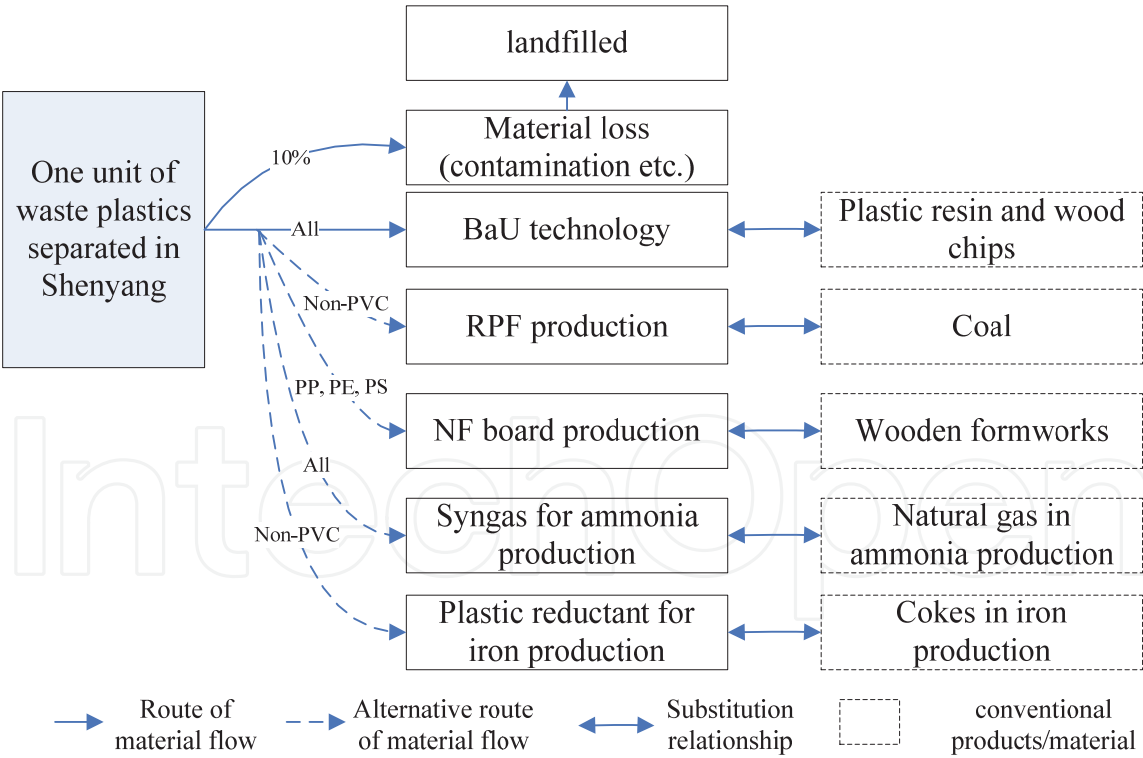 landfilled
Material loss
(contamination etc.)
One unit of
waste plastics
separated in
Shenyang
10%
All
BaU technology
Plastic resin and wood
chips
Non-PVC
RPF production
Coal
PP, PE, PS
NF board production
Wooden formworks
All
Syngas for ammonia
production
Natural gas in
ammonia production
Non-PVC
Plastic reductant for
iron production
Cokes in iron
production
Route of
material flow
Alternative route
of material flow
Substitution
relationship
conventional
products/material
IntechOpen